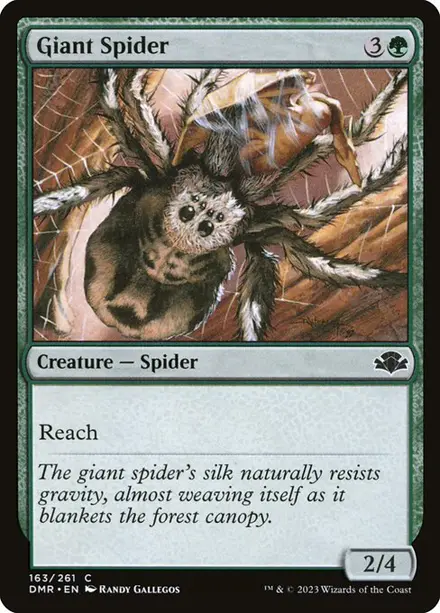 Giant Spider 3
Creature — Spider
Reach
The giant spider's silk naturally resists
gravity, almost weaving itself as it
blankets the forest canopy.
2/4
163/261 C
DMR • EN Randy Gallegos ™ & © 2023 Wizards of the Coast